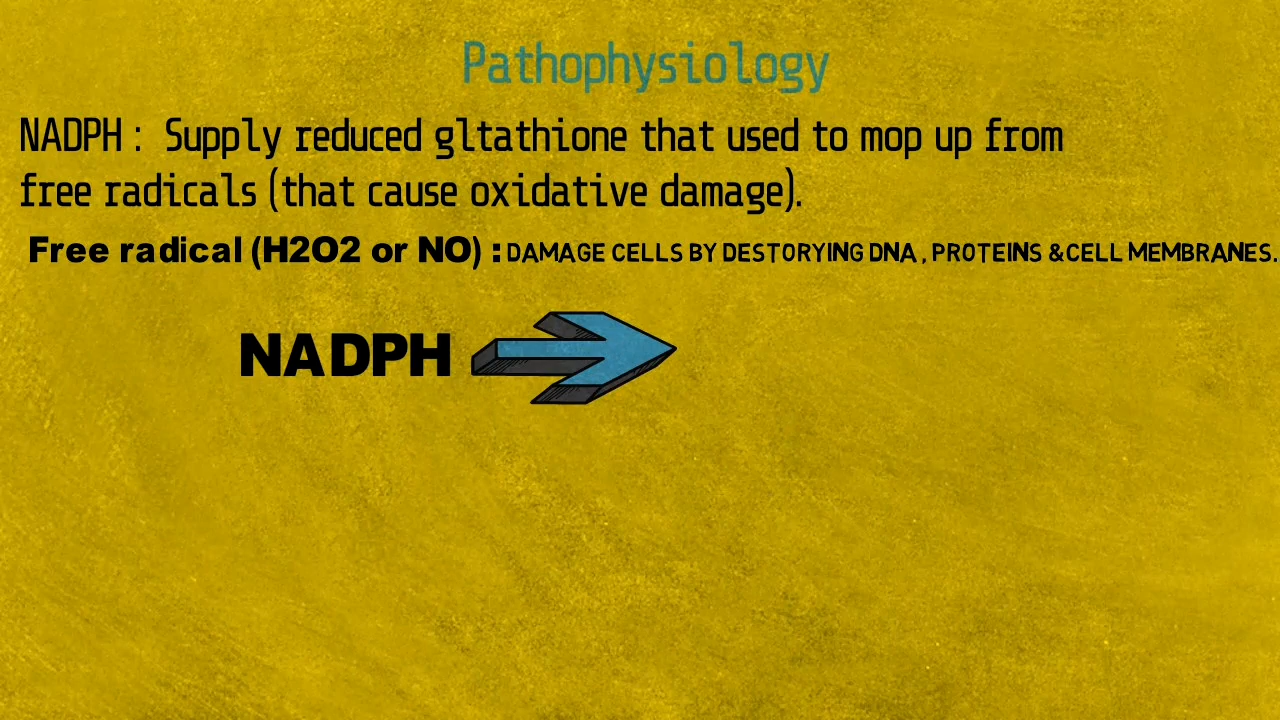 Pathophysiology
NADPH : Supply reduced gltathione that used to mop up from
free radicals (that cause oxidative damage).
Free radical (H2O2 or NO) : DAMAGE CELLS BY DESTORYING DNA , PROTEINS & CELL MEMBRANES.
NADPH